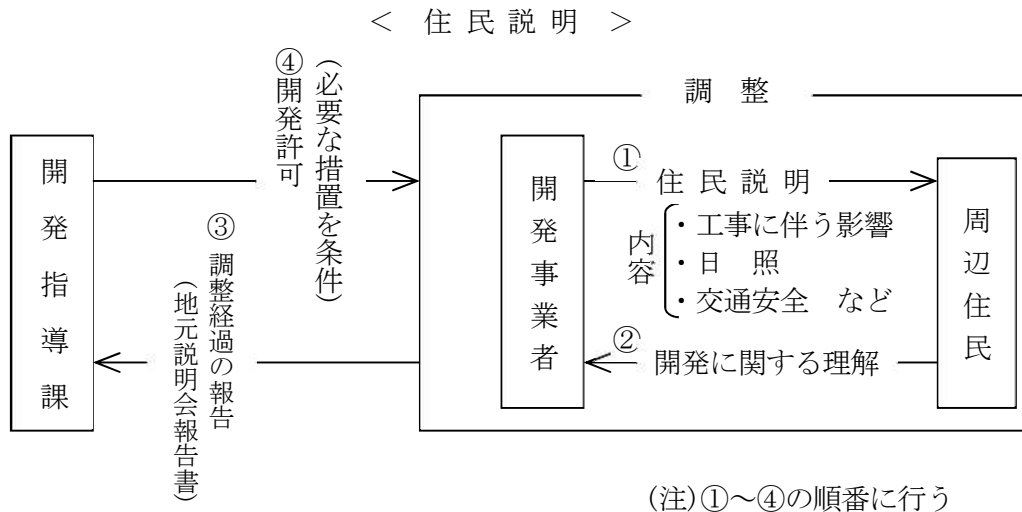 ＜ 住民説明 ＞
調 整
開発指導課
④開発許可
(必要な措置を条件)
③調整経過の報告
(地元説明会報告書)
開発事業者
①
住民説明
内容
・工事に伴う影響
・日 照
・交通安全 など
②
開発に関する理解
周辺住民
(注)①～④の順番に行う